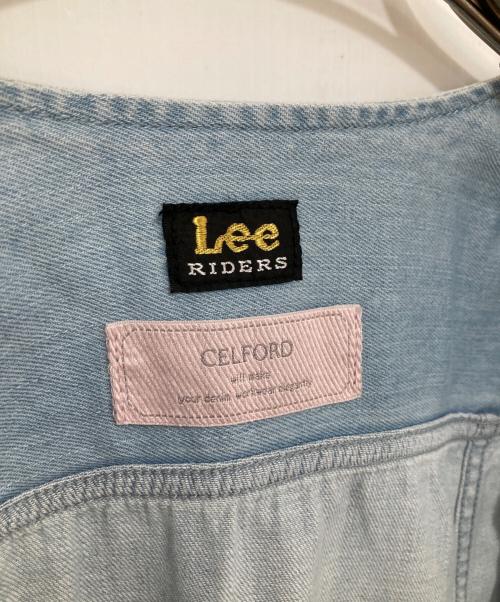 Lee
RIDERS
CELFORD
will make
your denim workwear elegantly